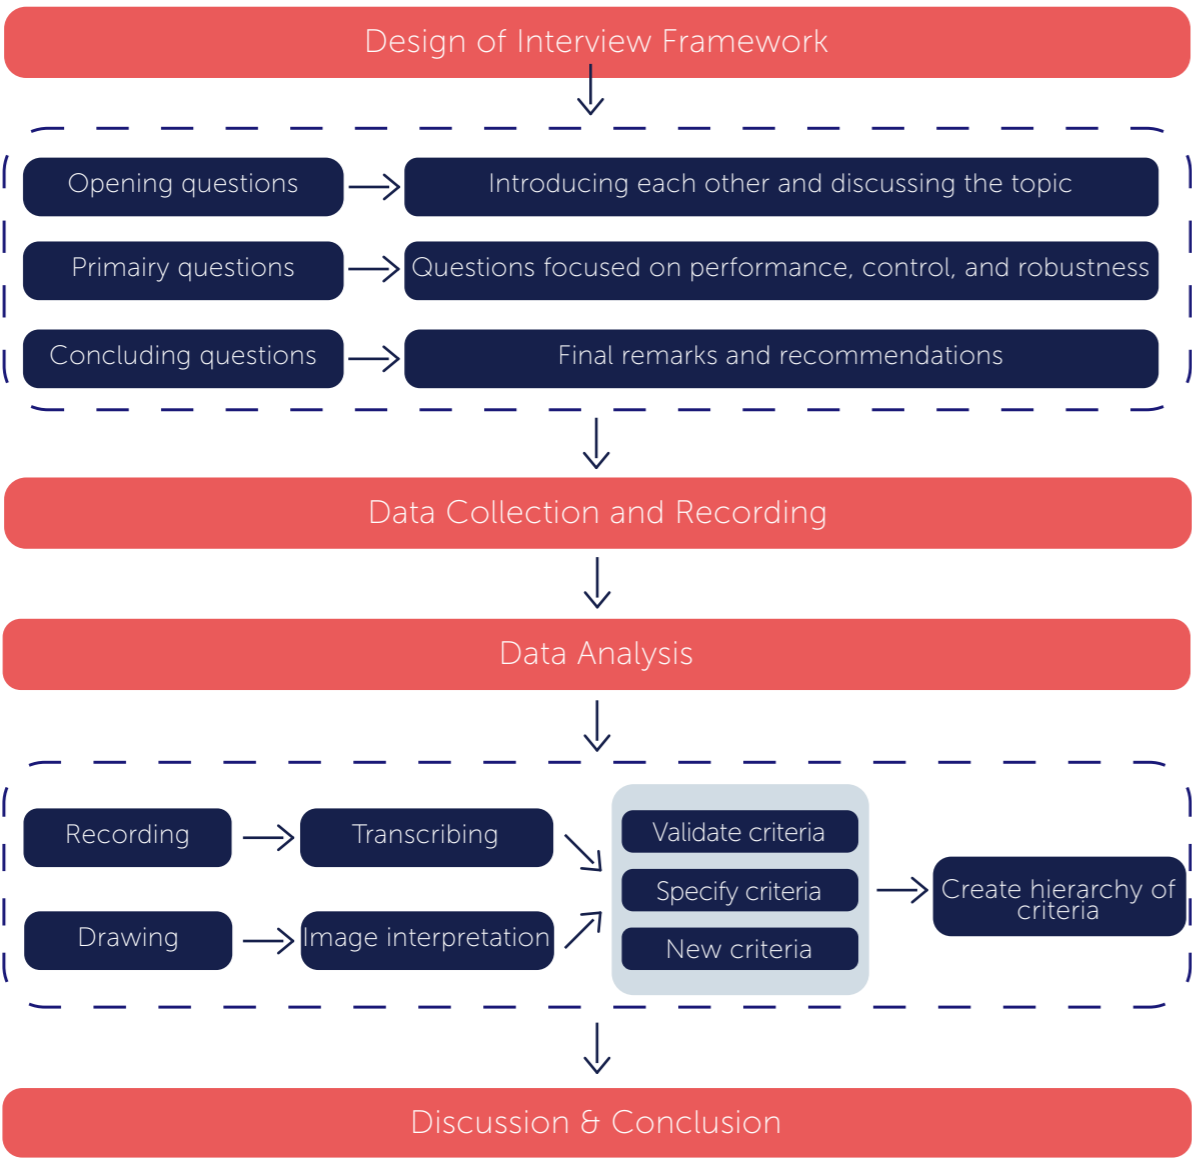 Design of Interview Framework
Opening questions
Introducing each other and discussing the topic
Primairy questions
Questions focused on performance, control, and robustness
Concluding questions
Final remarks and recommendations
Data Collection and Recording
Data Analysis
Recording
Transcribing
Drawing
Image interpretation
Validate criteria
Specify criteria
New criteria
Create hierarchy of
criteria
Discussion & Conclusion